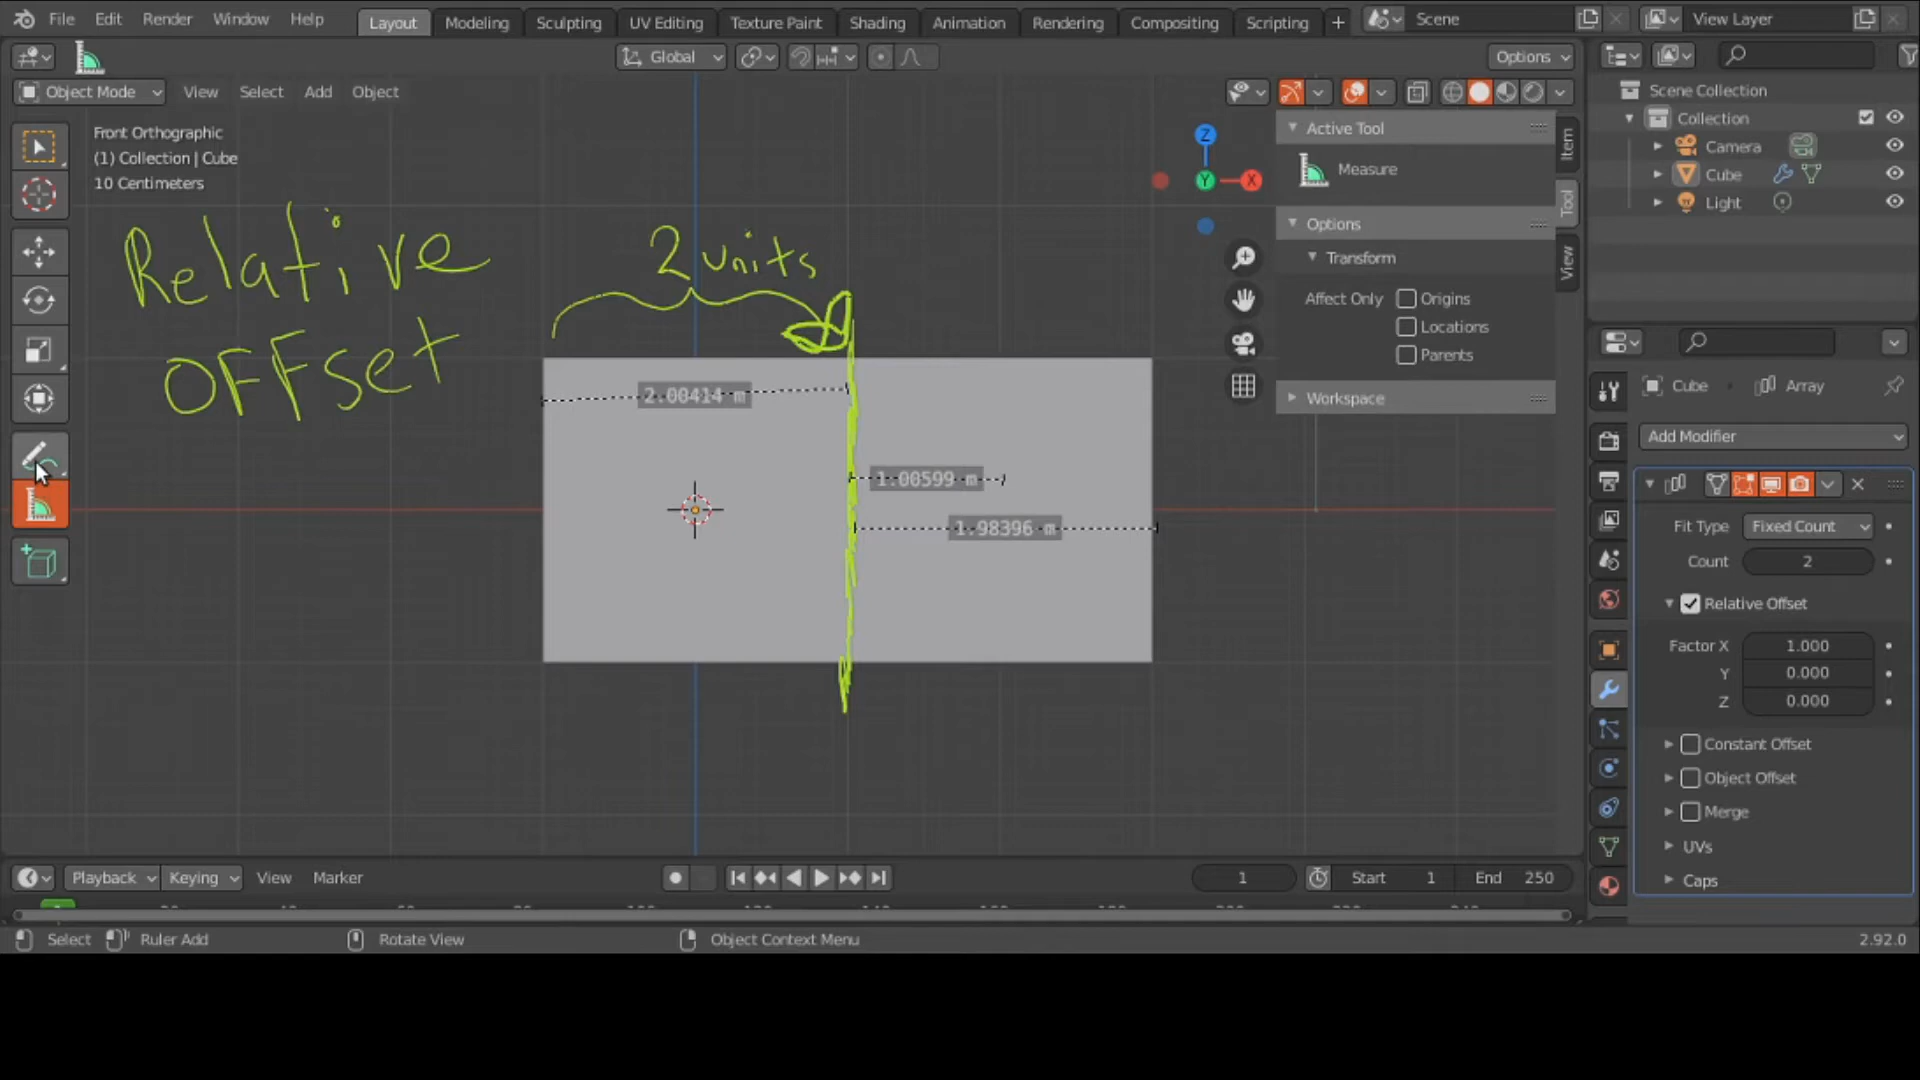 File Edit Render Window Help Layout Modeling Sculpting UV Editing Texture Paint Shading Animation Rendering Compositing Scripting + Scene View Layer
Global Options
Object Mode View Select Add Object
Front Orthographic
(1) Collection | Cube
10 Centimeters
Relative
OFFset
2 units
2.00414 m
1.00599 m
1.98396 m
Z
Y
X
Active Tool
Measure
Options
Transform
Affect Only Origins
Locations
Parents
Workspace
Item
Tool
View
Scene Collection
Collection
Camera
Cube
Light
Cube Array
Add Modifier
Fit Type Fixed Count
Count 2
Relative Offset
Factor X 1.000
Y 0.000
Z 0.000
Constant Offset
Object Offset
Merge
UVs
Caps
Playback Keying View Marker 1 Start 1 End 250
Select Ruler Add Rotate View Object Context Menu 2.92.0